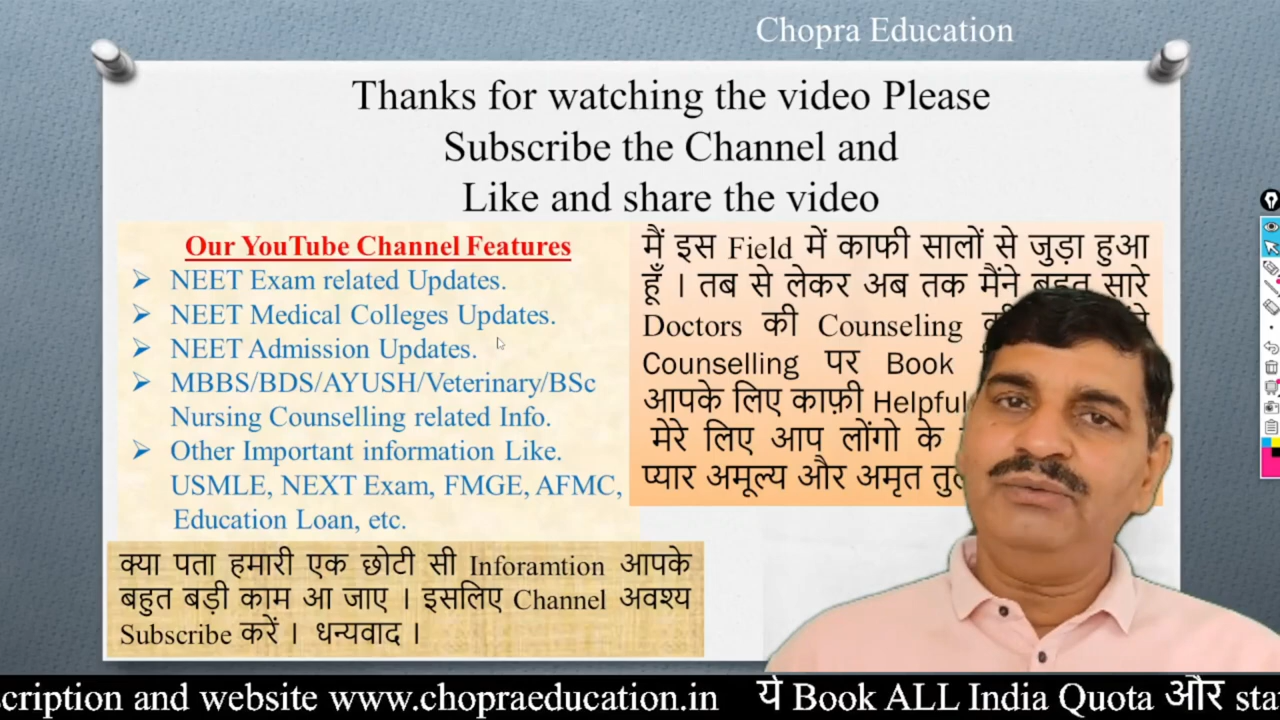 Chopra Education
Thanks for watching the video Please
Subscribe the Channel and
Like and share the video
Our YouTube Channel Features
NEET Exam related Updates.
NEET Medical Colleges Updates.
NEET Admission Updates.
MBBS/BDS/AYUSH/Veterinary/BSc
Nursing Counselling related Info.
Other Important information Like.
USMLE, NEXT Exam, FMGE, AFMC,
Education Loan, etc.
मैं इस Field में काफी सालों से जुड़ा हुआ
हूँ । तब से लेकर अब तक मैंने बहुत सारे
Doctors की Counseling
Counselling पर Book
आपके लिए काफ़ी Helpful
मेरे लिए आप लोंगो के
प्यार अमूल्य और अमृत
क्या पता हमारी एक छोटी सी Inforamtion आपके
बहुत बड़ी काम आ जाए । इसलिए Channel अवश्य
Subscribe करें । धन्यवाद ।
cription and website www.chopraeducation.in ये Book ALL India Quota और sta